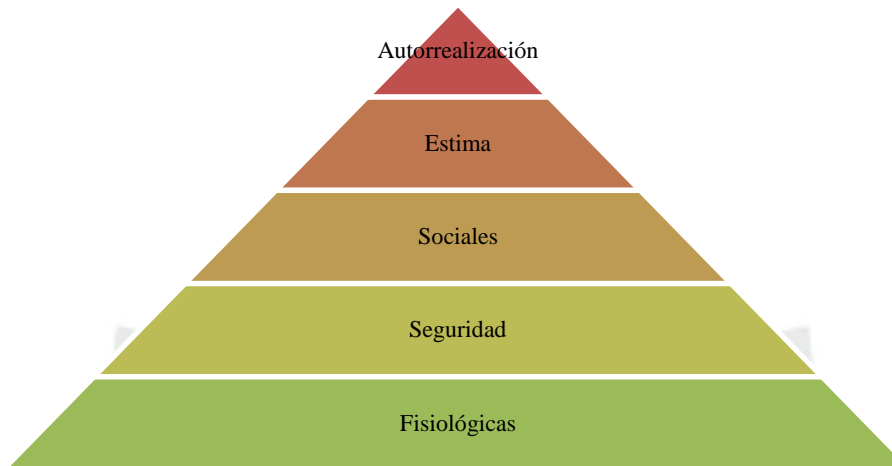 Autorrealización
Estima
Sociales
Seguridad
Fisiológicas